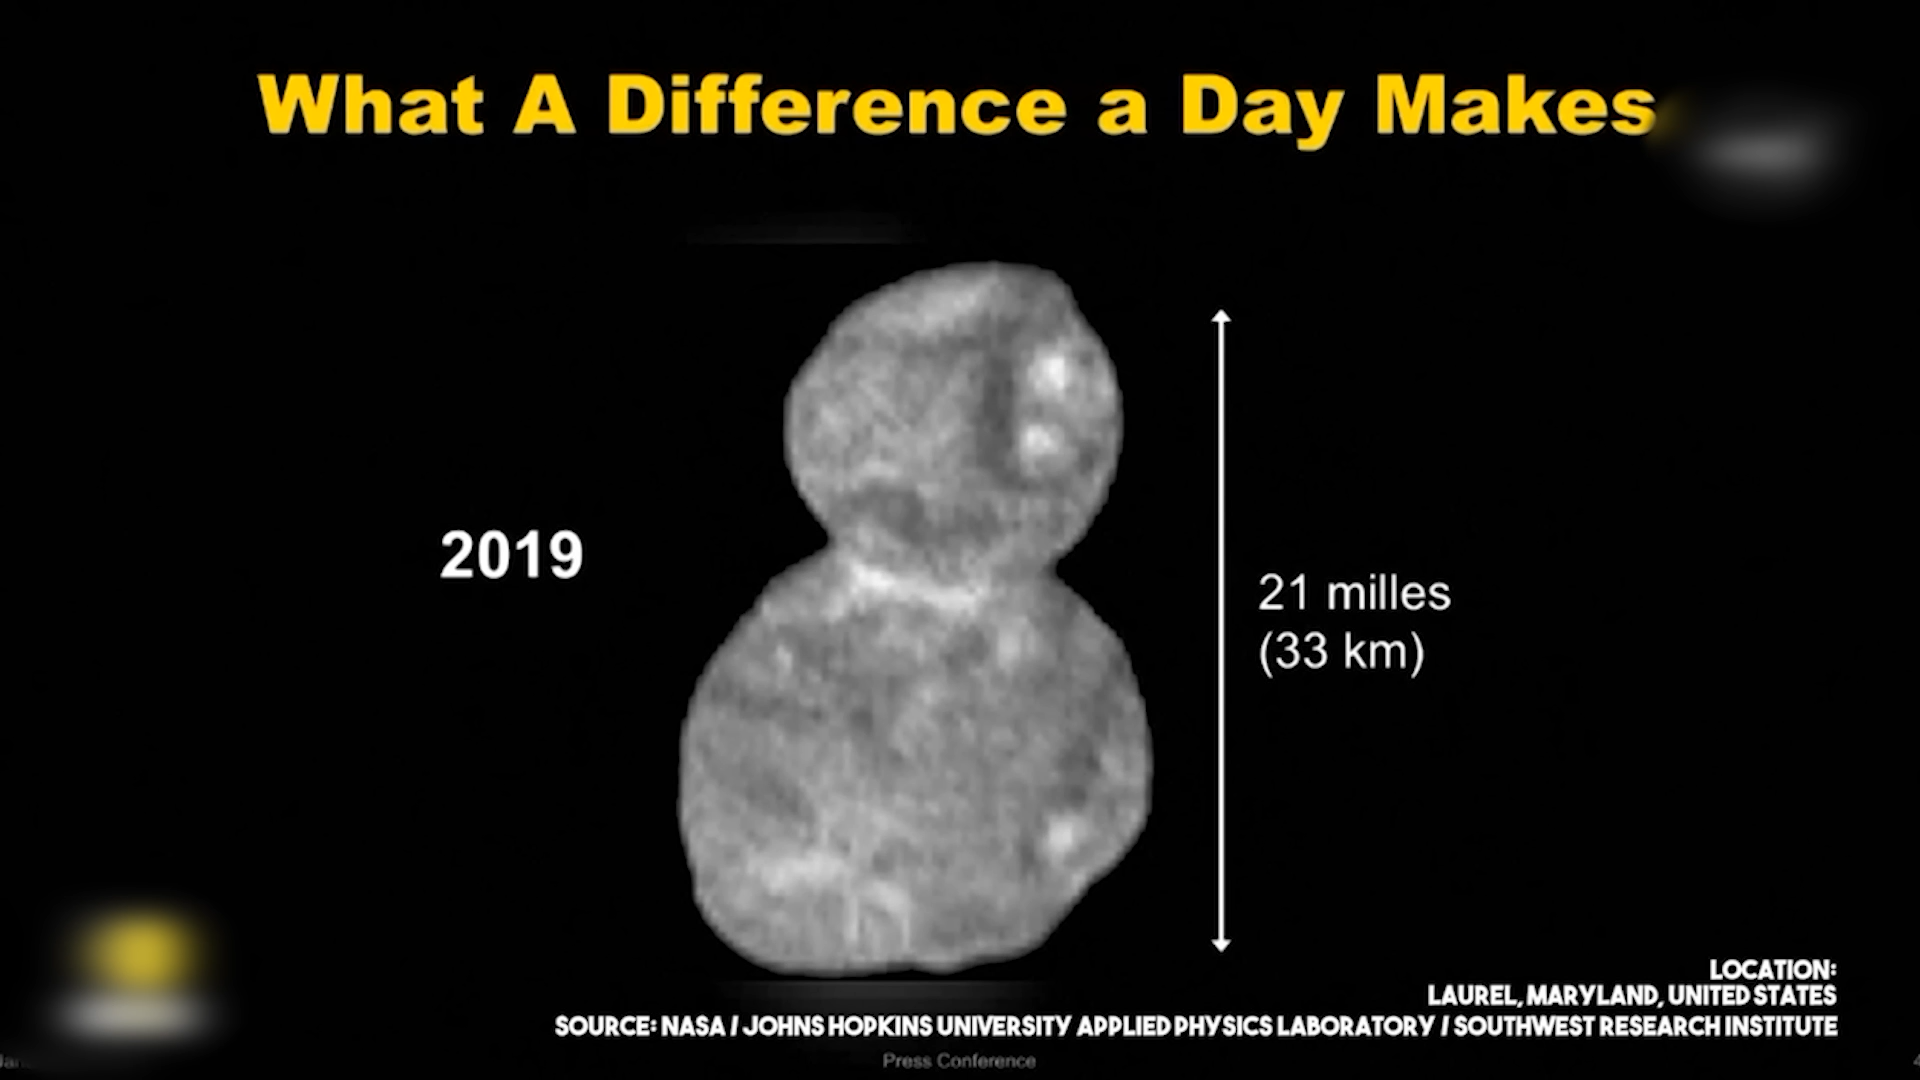 What A Difference a Day Makes
2019
21 milles
(33 km)
LOCATION:
LAUREL, MARYLAND, UNITED STATES
SOURCE: NASA / JOHNS HOPKINS UNIVERSITY APPLIED PHYSICS LABORATORY / SOUTHWEST RESEARCH INSTITUTE
Press Conference